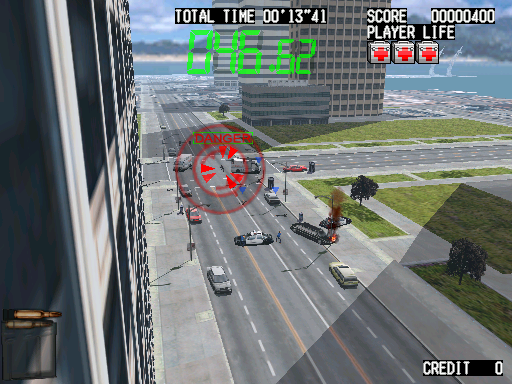 TOTAL TIME 00'13"41
SCORE 00000400
046.62
PLAYER LIFE
DANGER
CREDIT 0